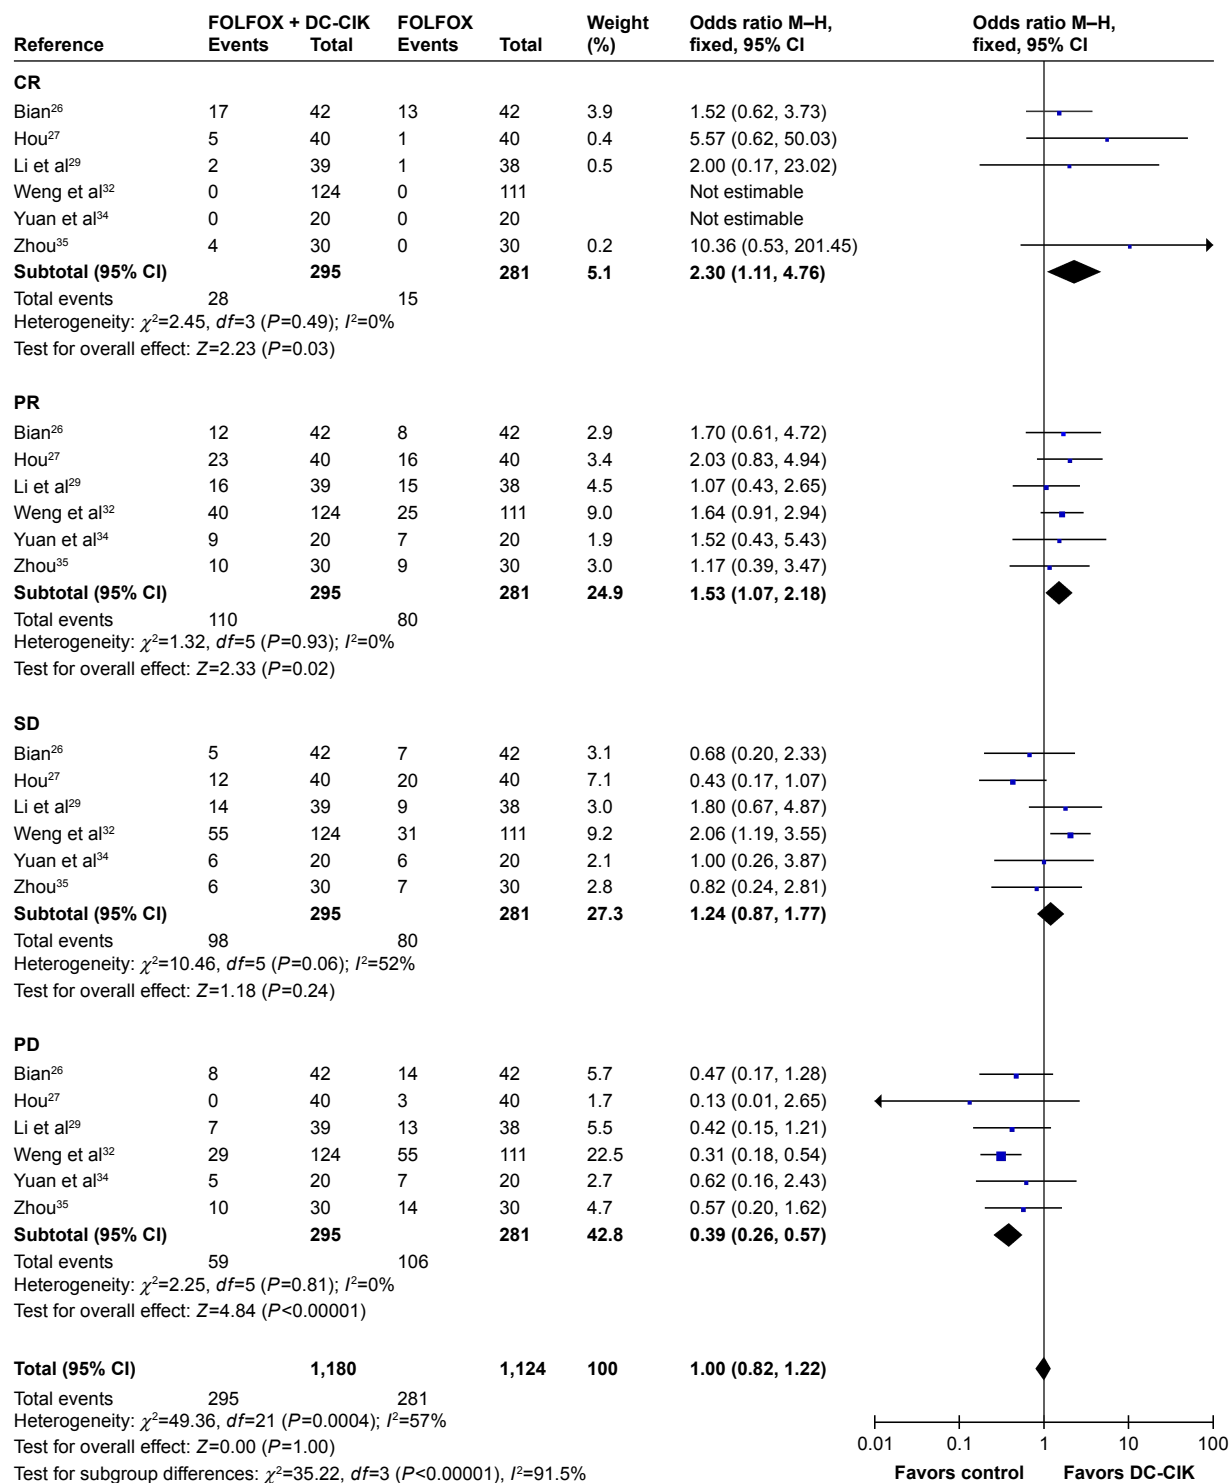 FOLFOX + DC-CIK FOLFOX Weight Odds ratio M–H, Odds ratio M–H,
Reference Events Total Events Total (%) fixed, 95% CI fixed, 95% CI
CR
Bian26 17 42 13 42 3.9 1.52 (0.62, 3.73)
Hou27 5 40 1 40 0.4 5.57 (0.62, 50.03)
Li et al29 2 39 1 38 0.5 2.00 (0.17, 23.02)
Weng et al32 0 124 0 111 Not estimable
Yuan et al34 0 20 0 20 Not estimable
Zhou35 4 30 0 30 0.2 10.36 (0.53, 201.45)
Subtotal (95% CI) 295 281 5.1 2.30 (1.11, 4.76)
Total events 28 15
Heterogeneity: χ²=2.45, df=3 (P=0.49); I²=0%
Test for overall effect: Z=2.23 (P=0.03)
PR
Bian26 12 42 8 42 2.9 1.70 (0.61, 4.72)
Hou27 23 40 16 40 3.4 2.03 (0.83, 4.94)
Li et al29 16 39 15 38 4.5 1.07 (0.43, 2.65)
Weng et al32 40 124 25 111 9.0 1.64 (0.91, 2.94)
Yuan et al34 9 20 7 20 1.9 1.52 (0.43, 5.43)
Zhou35 10 30 9 30 3.0 1.17 (0.39, 3.47)
Subtotal (95% CI) 295 281 24.9 1.53 (1.07, 2.18)
Total events 110 80
Heterogeneity: χ²=1.32, df=5 (P=0.93); I²=0%
Test for overall effect: Z=2.33 (P=0.02)
SD
Bian26 5 42 7 42 3.1 0.68 (0.20, 2.33)
Hou27 12 40 20 40 7.1 0.43 (0.17, 1.07)
Li et al29 14 39 9 38 3.0 1.80 (0.67, 4.87)
Weng et al32 55 124 31 111 9.2 2.06 (1.19, 3.55)
Yuan et al34 6 20 6 20 2.1 1.00 (0.26, 3.87)
Zhou35 6 30 7 30 2.8 0.82 (0.24, 2.81)
Subtotal (95% CI) 295 281 27.3 1.24 (0.87, 1.77)
Total events 98 80
Heterogeneity: χ²=10.46, df=5 (P=0.06); I²=52%
Test for overall effect: Z=1.18 (P=0.24)
PD
Bian26 8 42 14 42 5.7 0.47 (0.17, 1.28)
Hou27 0 40 3 40 1.7 0.13 (0.01, 2.65)
Li et al29 7 39 13 38 5.5 0.42 (0.15, 1.21)
Weng et al32 29 124 55 111 22.5 0.31 (0.18, 0.54)
Yuan et al34 5 20 7 20 2.7 0.62 (0.16, 2.43)
Zhou35 10 30 14 30 4.7 0.57 (0.20, 1.62)
Subtotal (95% CI) 295 281 42.8 0.39 (0.26, 0.57)
Total events 59 106
Heterogeneity: χ²=2.25, df=5 (P=0.81); I²=0%
Test for overall effect: Z=4.84 (P<0.00001)
Total (95% CI) 1,180 1,124 100 1.00 (0.82, 1.22)
Total events 295 281
Heterogeneity: χ²=49.36, df=21 (P=0.0004); I²=57%
Test for overall effect: Z=0.00 (P=1.00)
Test for subgroup differences: χ²=35.22, df=3 (P<0.00001), I²=91.5%
0.01 0.1 1 10 100
Favors control Favors DC-CIK